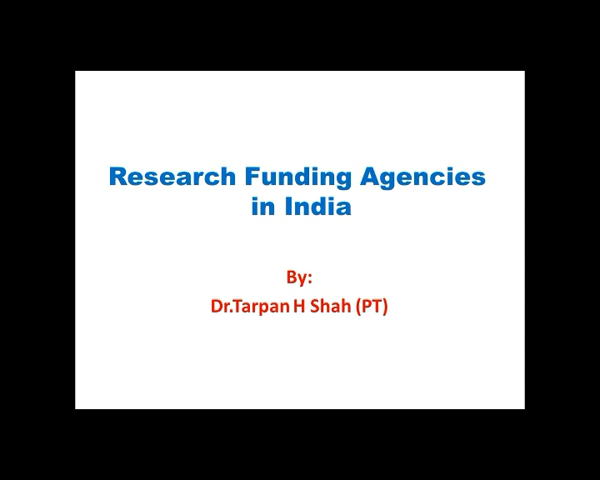 Research Funding Agencies
in India
By:
Dr.Tarpan H Shah (PT)